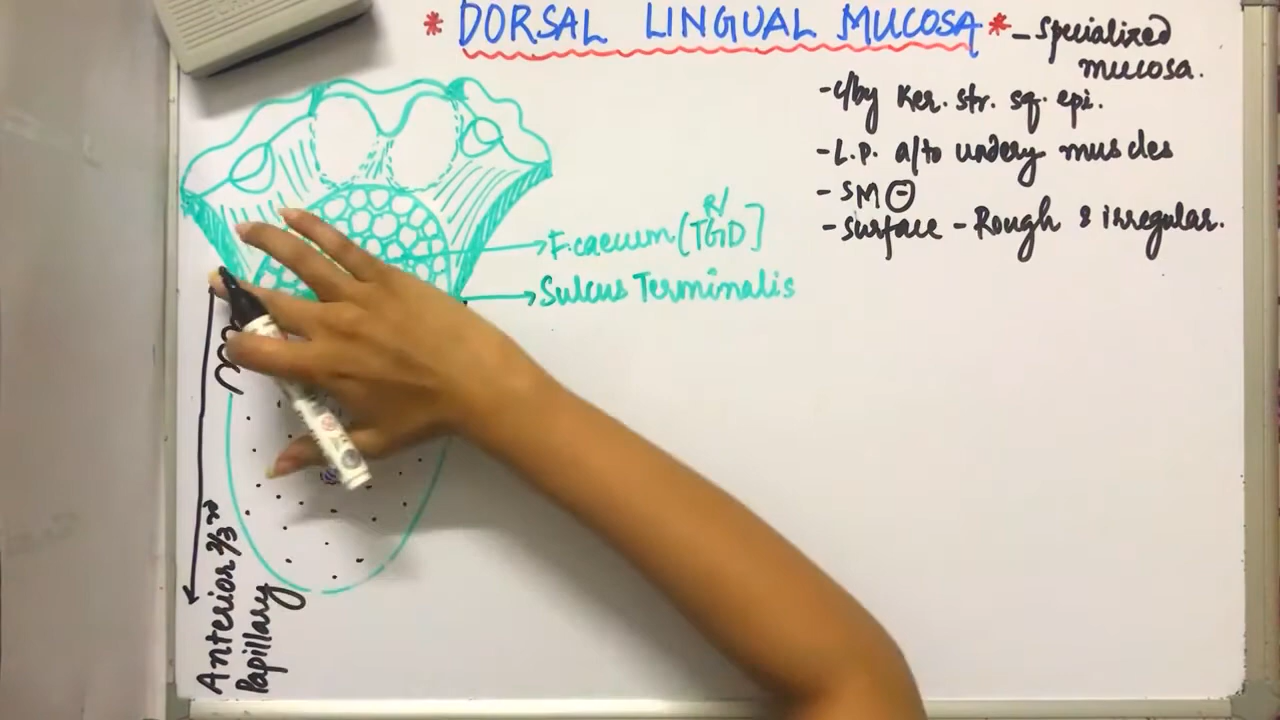 * DORSAL LINGUAL MUCOSA * - specialized
mucosa.
- c/by Ker. str. sq. epi.
- L.P. a/to underly muscles
- SM ⊖
- surface - Rough & irregular.
R/
F. caecum (TGD]
Sulcus Terminalis
Anterior 2/3rd
Papillary